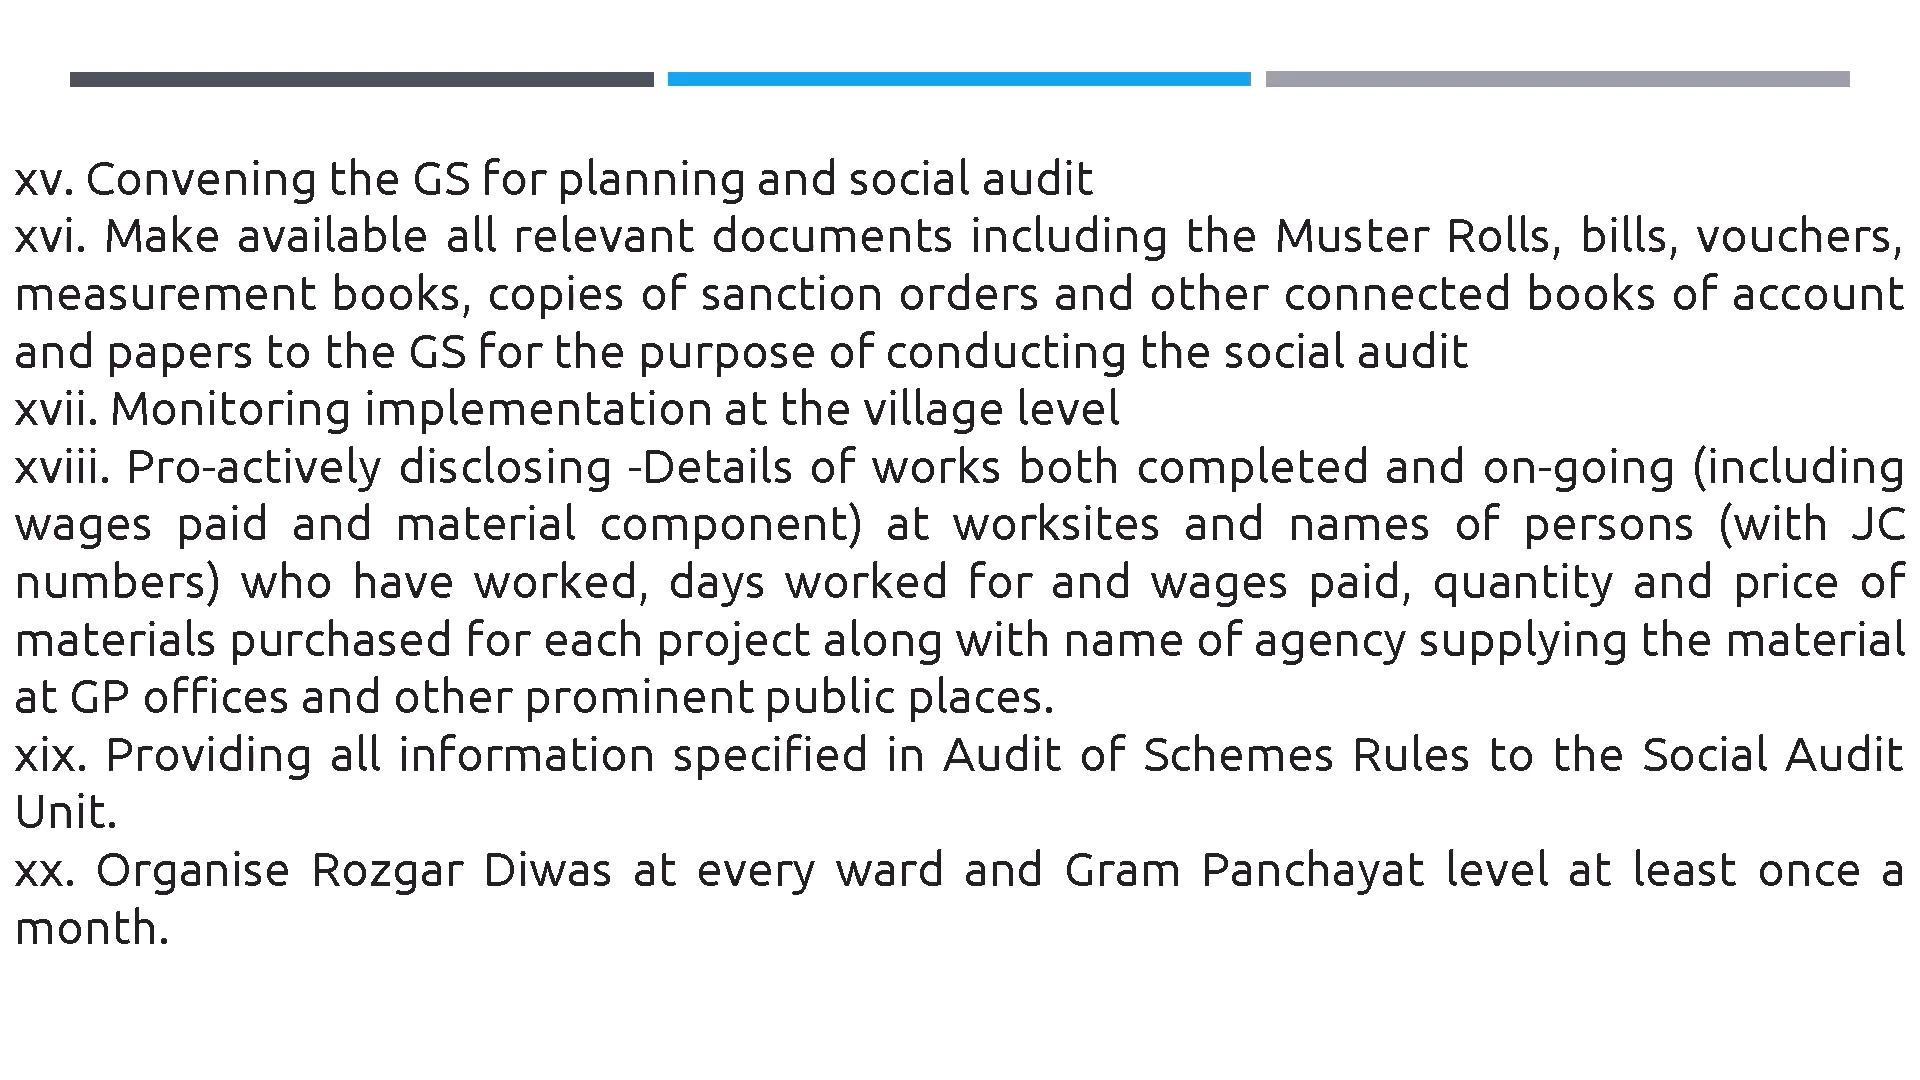 xv. Convening the GS for planning and social audit
xvi. Make available all relevant documents including the Muster Rolls, bills, vouchers,
measurement books, copies of sanction orders and other connected books of account
and papers to the GS for the purpose of conducting the social audit
xvii. Monitoring implementation at the village level
xviii. Pro-actively disclosing -Details of works both completed and on-going (including
wages paid and material component) at worksites and names of persons (with JC
numbers) who have worked, days worked for and wages paid, quantity and price of
materials purchased for each project along with name of agency supplying the material
at GP offices and other prominent public places.
xix. Providing all information specified in Audit of Schemes Rules to the Social Audit
Unit.
xx. Organise Rozgar Diwas at every ward and Gram Panchayat level at least once a
month.